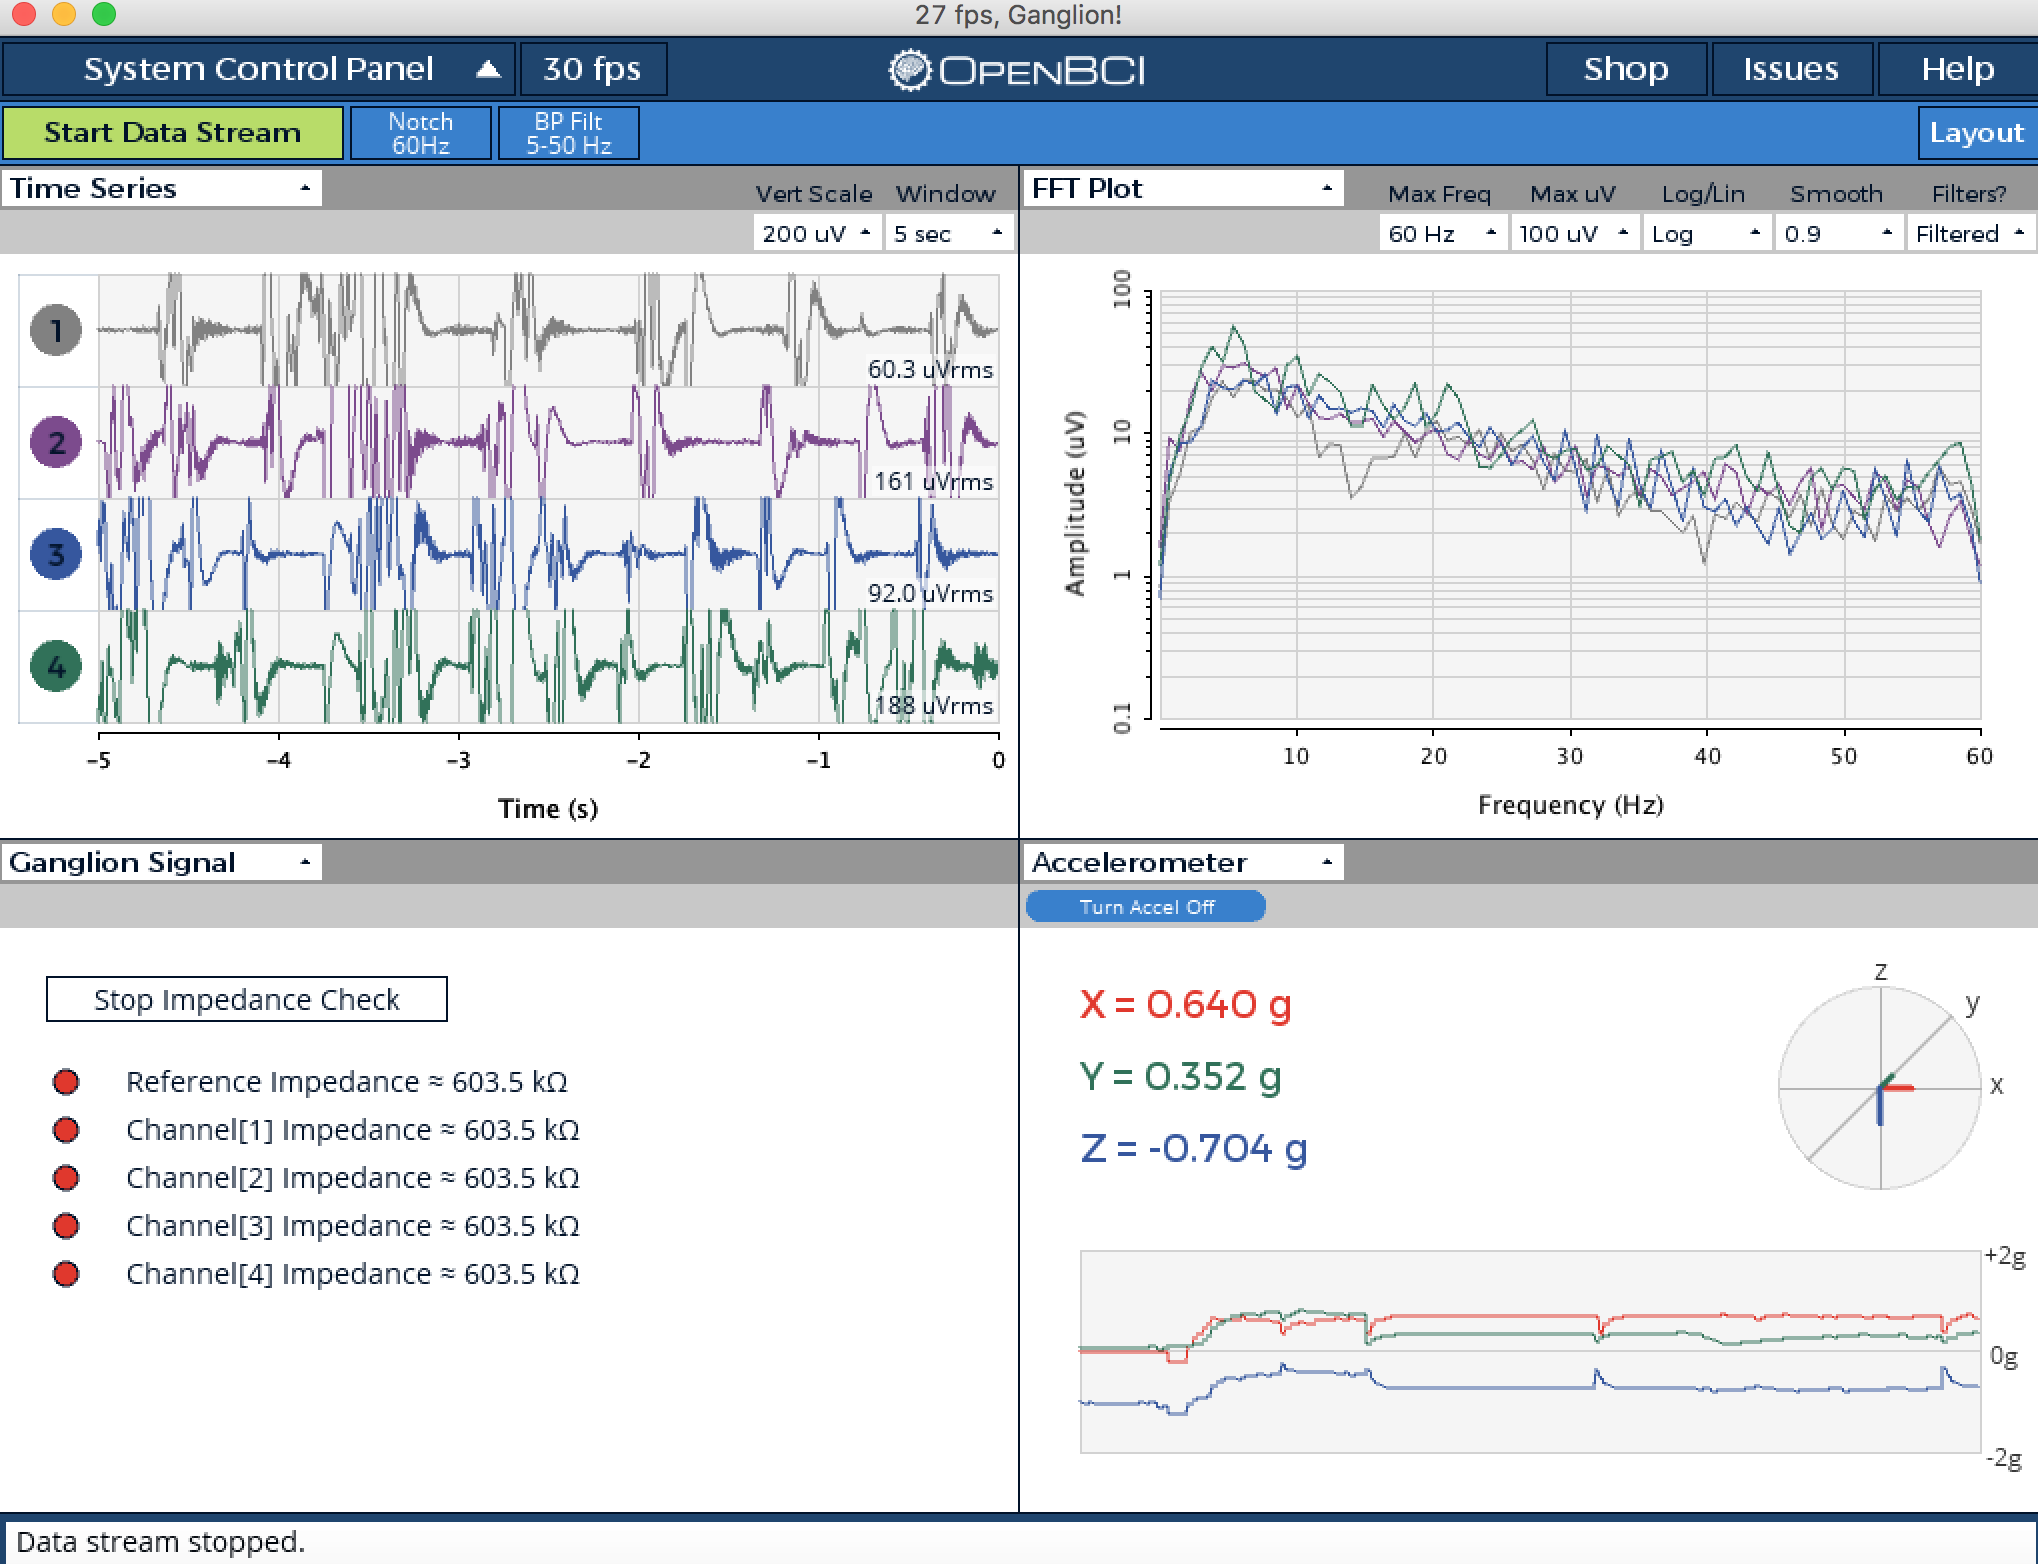 27 fps, Ganglion!
System Control Panel
30 fps
OPENBCI
Shop
Issues
Help
Start Data Stream
Notch
60Hz
BP Filt
5-50 Hz
Layout
Time Series
Vert Scale
Window
200 uV
5 sec
1
60.3 uVrms
2
161 uVrms
3
92.0 uVrms
4
188 uVrms
-5
-4
-3
-2
-1
0
Time (s)
FFT Plot
Max Freq
Max uV
Log/Lin
Smooth
Filters?
60 Hz
100 uV
Log
0.9
Filtered
100
10
1
0.1
Amplitude (uV)
10
20
30
40
50
60
Frequency (Hz)
Ganglion Signal
Stop Impedance Check
Reference Impedance ≈ 603.5 kΩ
Channel[1] Impedance ≈ 603.5 kΩ
Channel[2] Impedance ≈ 603.5 kΩ
Channel[3] Impedance ≈ 603.5 kΩ
Channel[4] Impedance ≈ 603.5 kΩ
Accelerometer
Turn Accel Off
X = 0.640 g
Y = 0.352 g
Z = -0.704 g
z
y
x
+2g
0g
-2g
Data stream stopped.